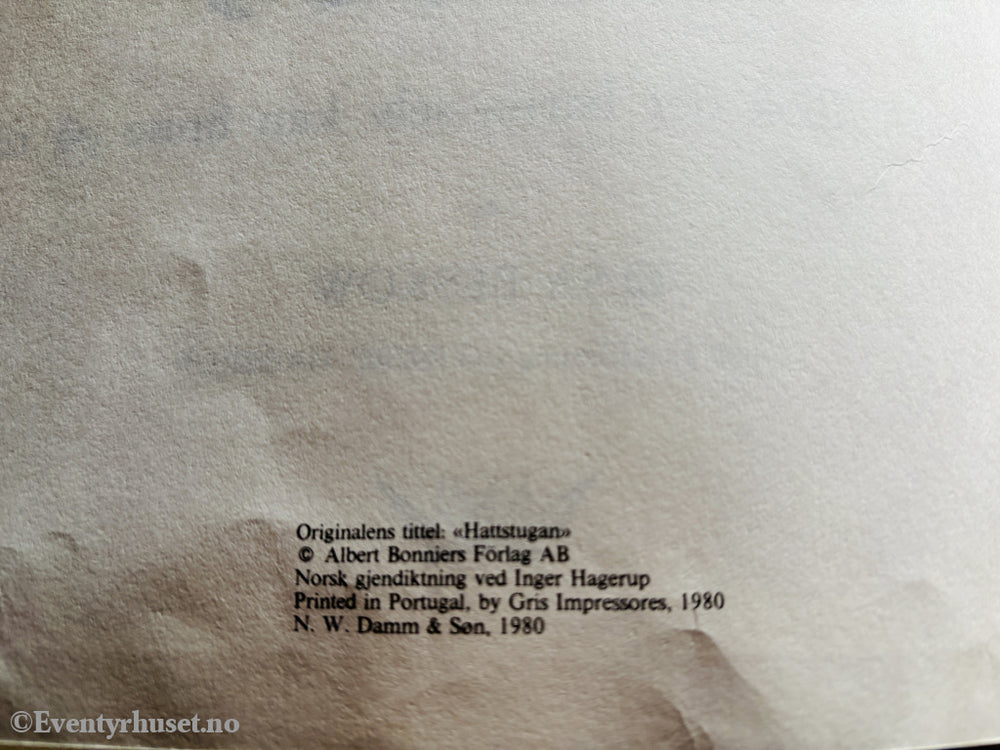 Originalens tittel: «Hattstugan»
© Albert Bonniers Förlag AB
Norsk gjendiktning ved Inger Hagerup
Printed in Portugal, by Gris Impressores, 1980
N. W. Damm & Søn, 1980
©Eventyrhuset.no